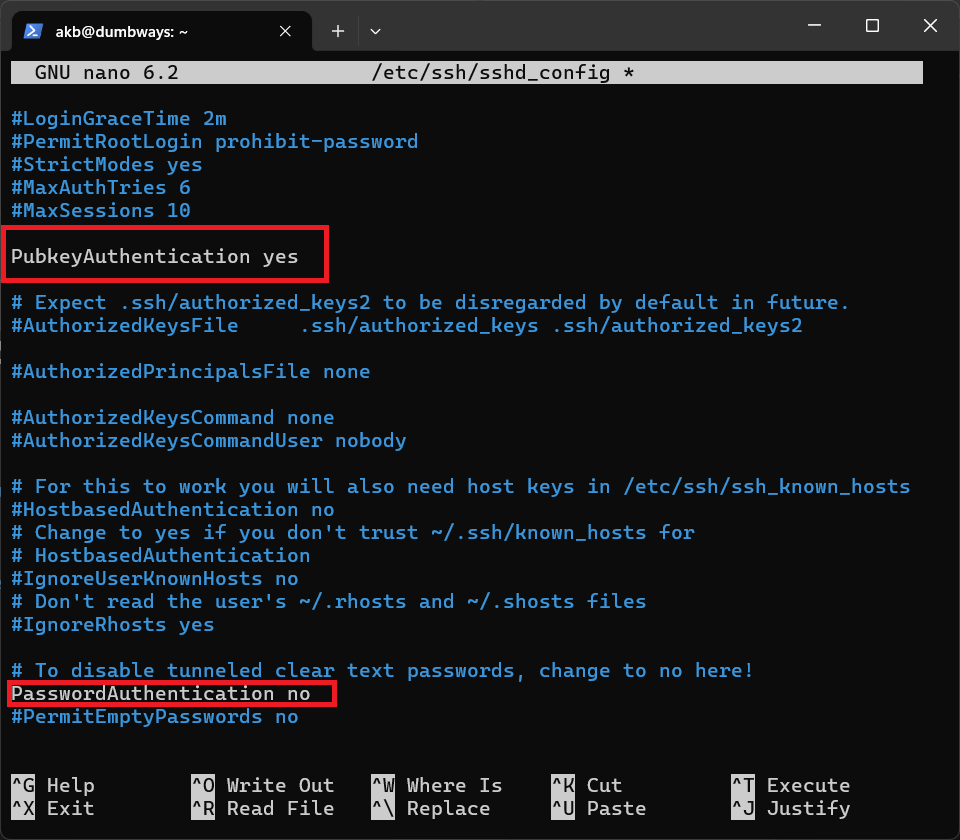 akb@dumbways: ~
GNU nano 6.2 /etc/ssh/sshd_config *
#LoginGraceTime 2m
#PermitRootLogin prohibit-password
#StrictModes yes
#MaxAuthTries 6
#MaxSessions 10
PubkeyAuthentication yes
# Expect .ssh/authorized_keys2 to be disregarded by default in future.
#AuthorizedKeysFile .ssh/authorized_keys .ssh/authorized_keys2
#AuthorizedPrincipalsFile none
#AuthorizedKeysCommand none
#AuthorizedKeysCommandUser nobody
# For this to work you will also need host keys in /etc/ssh/ssh_known_hosts
#HostbasedAuthentication no
# Change to yes if you don't trust ~/.ssh/known_hosts for
# HostbasedAuthentication
#IgnoreUserKnownHosts no
# Don't read the user's ~/.rhosts and ~/.shosts files
#IgnoreRhosts yes
# To disable tunneled clear text passwords, change to no here!
PasswordAuthentication no
#PermitEmptyPasswords no
^G Help ^O Write Out ^W Where Is ^K Cut ^T Execute
^X Exit ^R Read File ^\ Replace ^U Paste ^J Justify